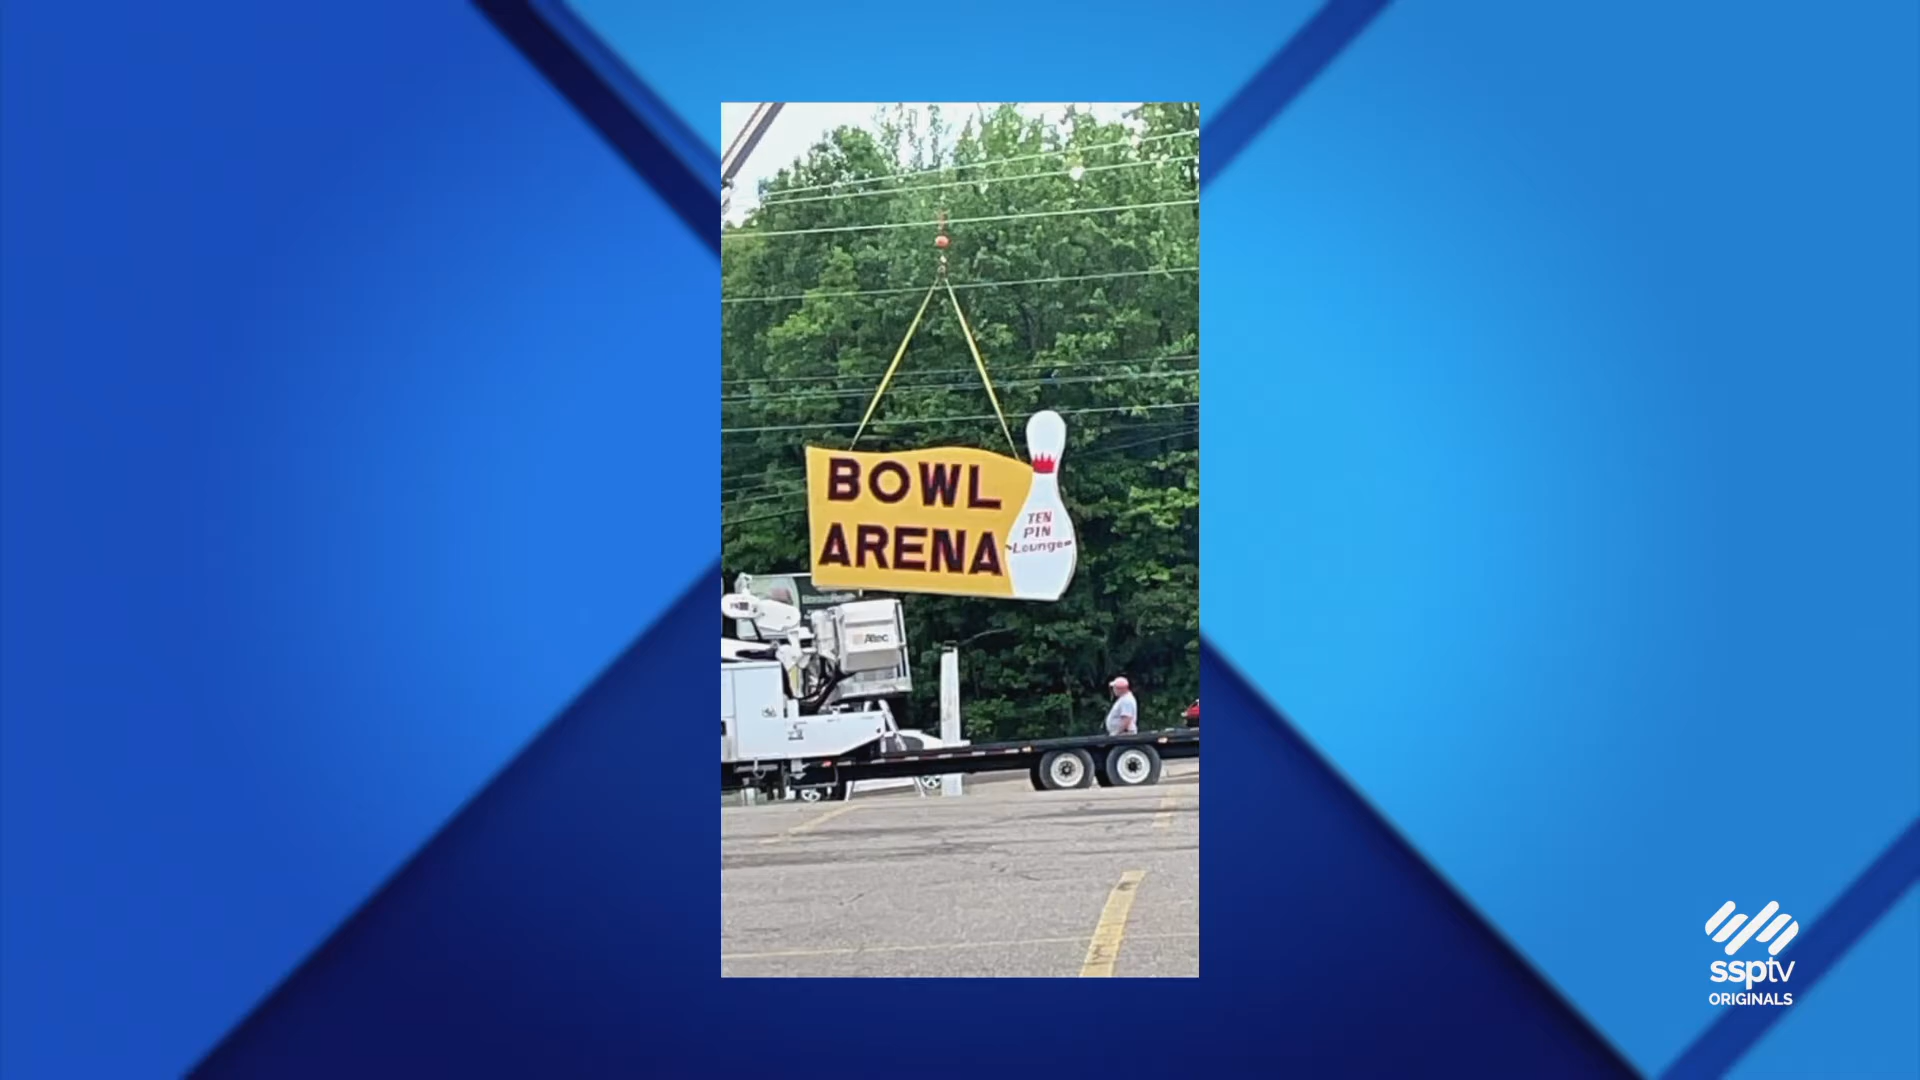 BOWL
ARENA
TEN
PIN
Lounge
Altec
ssptv
ORIGINALS